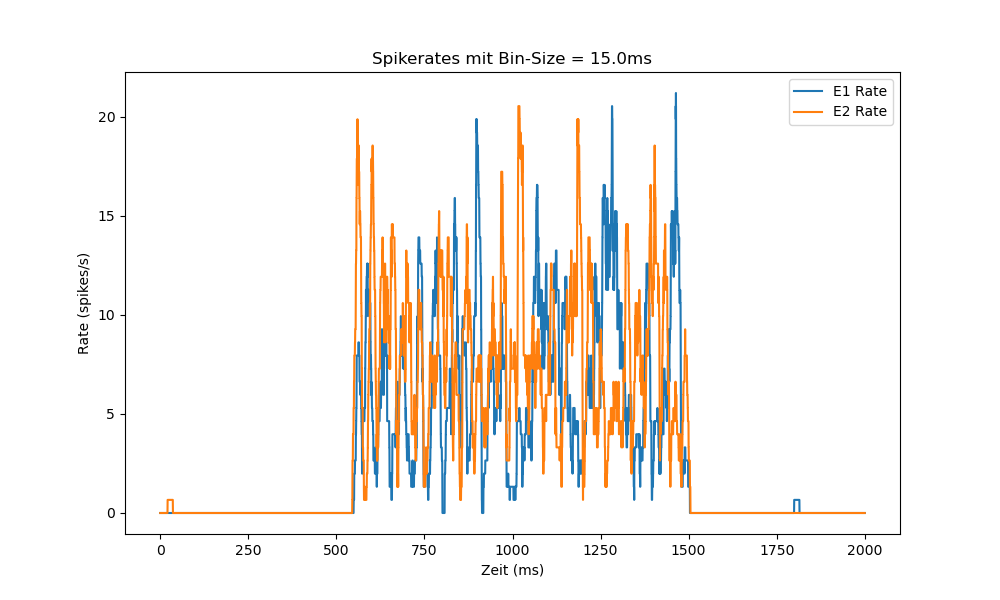 Spikerates mit Bin-Size = 15.0ms
E1 Rate
E2 Rate
Rate (spikes/s)
20
15
10
5
0
0 250 500 750 1000 1250 1500 1750 2000
Zeit (ms)